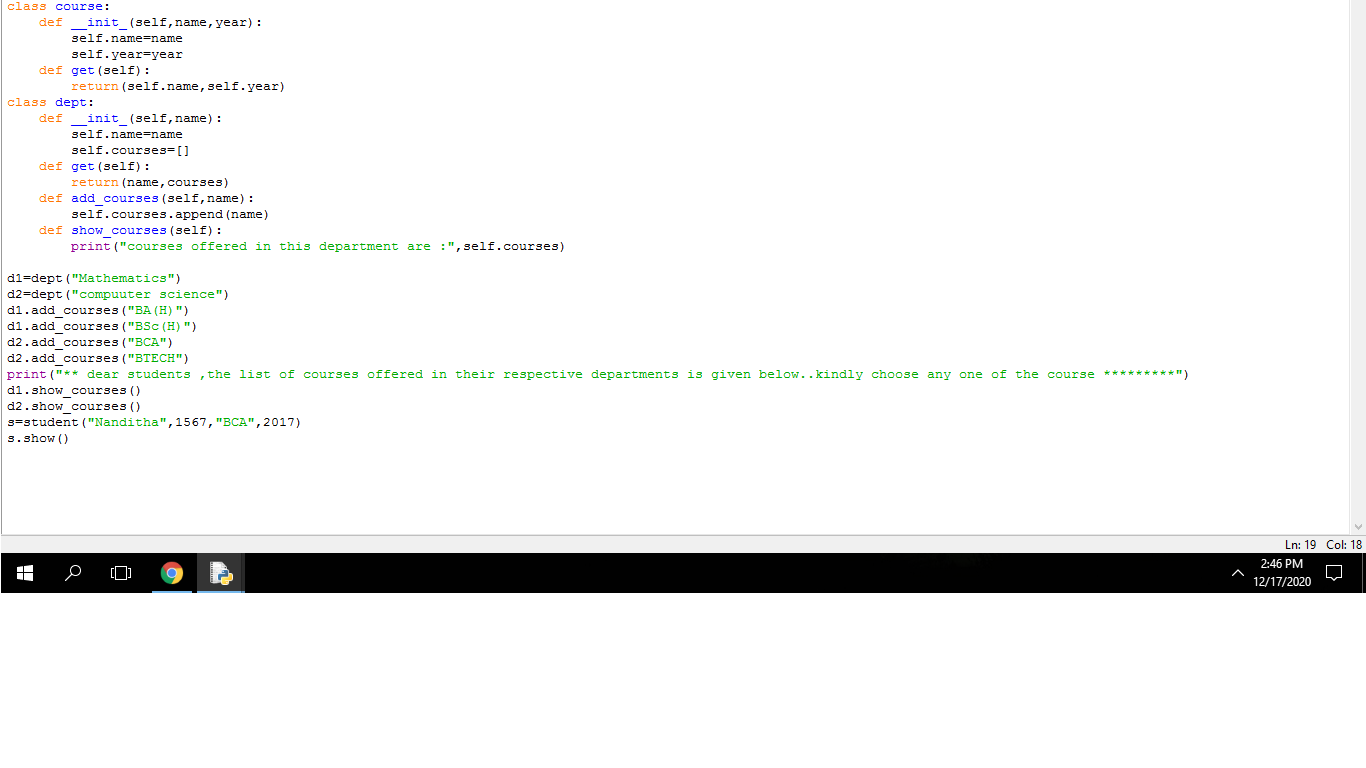 class course:
    def __init_(self,name,year):
        self.name=name
        self.year=year
    def get(self):
        return(self.name,self.year)
class dept:
    def __init_(self,name):
        self.name=name
        self.courses=[]
    def get(self):
        return(name,courses)
    def add_courses(self,name):
        self.courses.append(name)
    def show_courses(self):
        print("courses offered in this department are :",self.courses)

d1=dept("Mathematics")
d2=dept("compuuter science")
d1.add_courses("BA(H)")
d1.add_courses("BSc(H)")
d2.add_courses("BCA")
d2.add_courses("BTECH")
print("** dear students ,the list of courses offered in their respective departments is given below..kindly choose any one of the course *********")
d1.show_courses()
d2.show_courses()
s=student("Nanditha",1567,"BCA",2017)
s.show()
Ln: 19 Col: 18
2:46 PM
12/17/2020